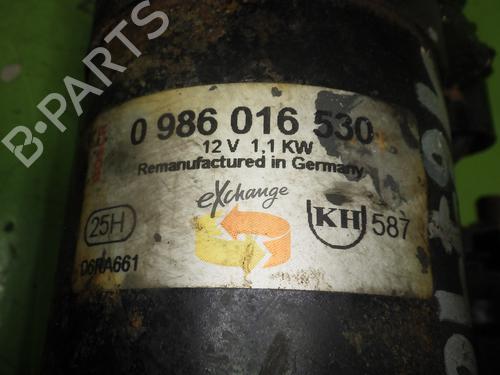 0 986 016 530
12 V 1,1 KW
Remanufactured in Germany
eXchange
25H
KH 587
D6RA661
B-PARTS